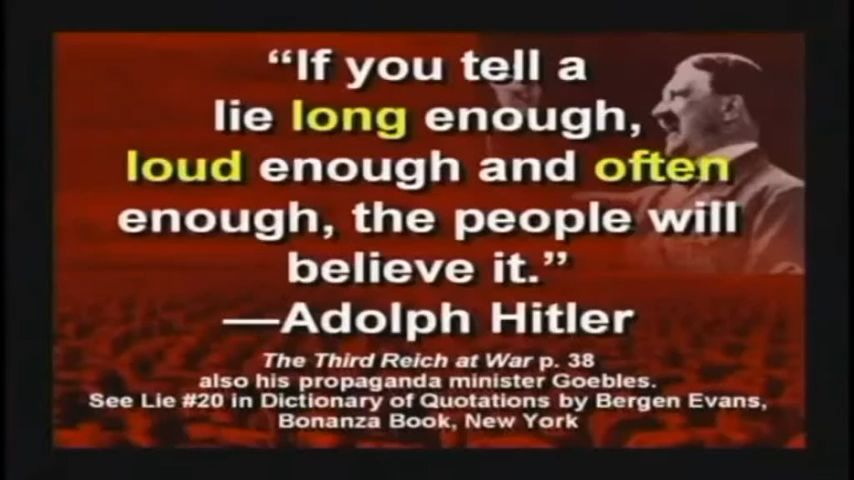 “If you tell a
lie long enough,
loud enough and often
enough, the people will
believe it.”
—Adolph Hitler
The Third Reich at War p. 38
also his propaganda minister Goebles.
See Lie #20 in Dictionary of Quotations by Bergen Evans,
Bonanza Book, New York